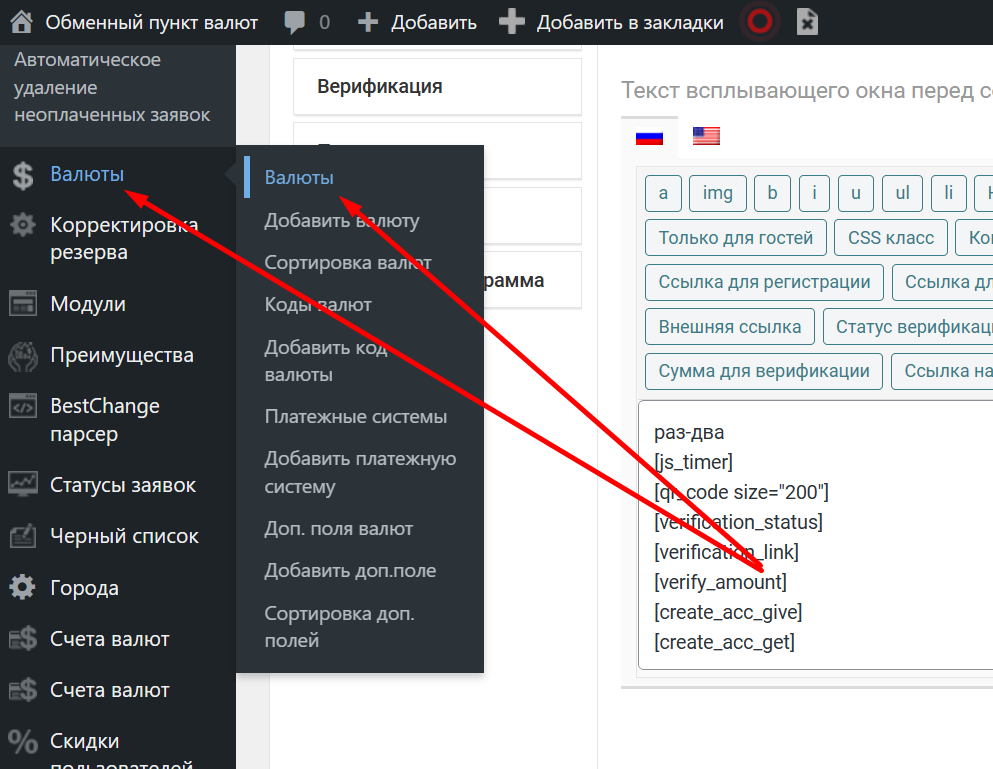 Обменный пункт валют
0
Добавить
Добавить в закладки
Автоматическое
удаление
неоплаченных заявок
Валюты
Корректировка
резерва
Модули
Преимущества
BestChange
парсер
Статусы заявок
Черный список
Города
Счета валют
Счета валют
Скидки
пользователей
Валюты
Добавить валюту
Сортировка валют
Коды валют
Добавить код
валюты
Платежные системы
Добавить платежную
систему
Доп. поля валют
Добавить доп.поле
Сортировка доп.
полей
Верификация
рамма
Текст всплывающего окна перед с
a img b i u ul li
Только для гостей CSS класс Ко
Ссылка для регистрации Ссылка дл
Внешняя ссылка Статус верификац
Сумма для верификации Ссылка на
раз-два
[js_timer]
[qr_code size="200"]
[verification_status]
[verification_link]
[verify_amount]
[create_acc_give]
[create_acc_get]